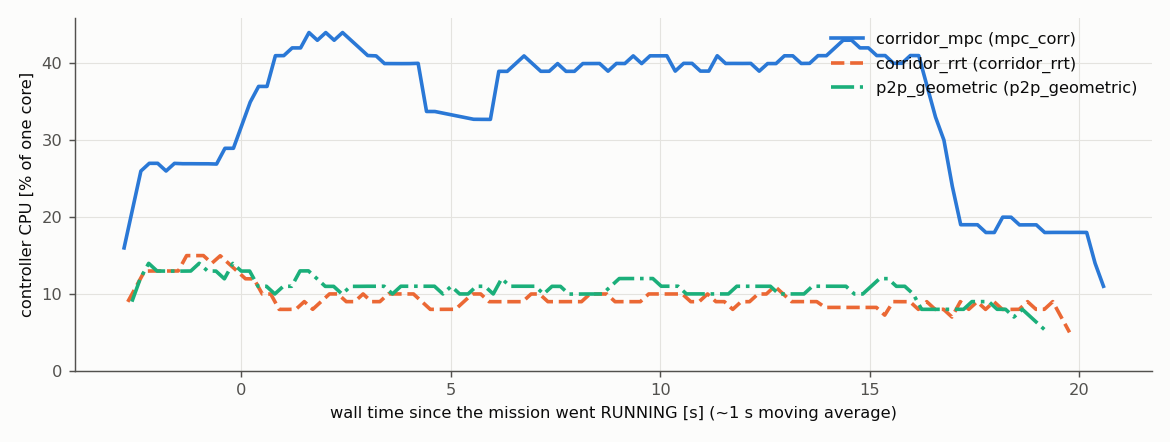 controller CPU [% of one core]
40
30
20
10
0
corridor_mpc (mpc_corr)
corridor_rrt (corridor_rrt)
p2p_geometric (p2p_geometric)
0 5 10 15 20
wall time since the mission went RUNNING [s] (~1 s moving average)